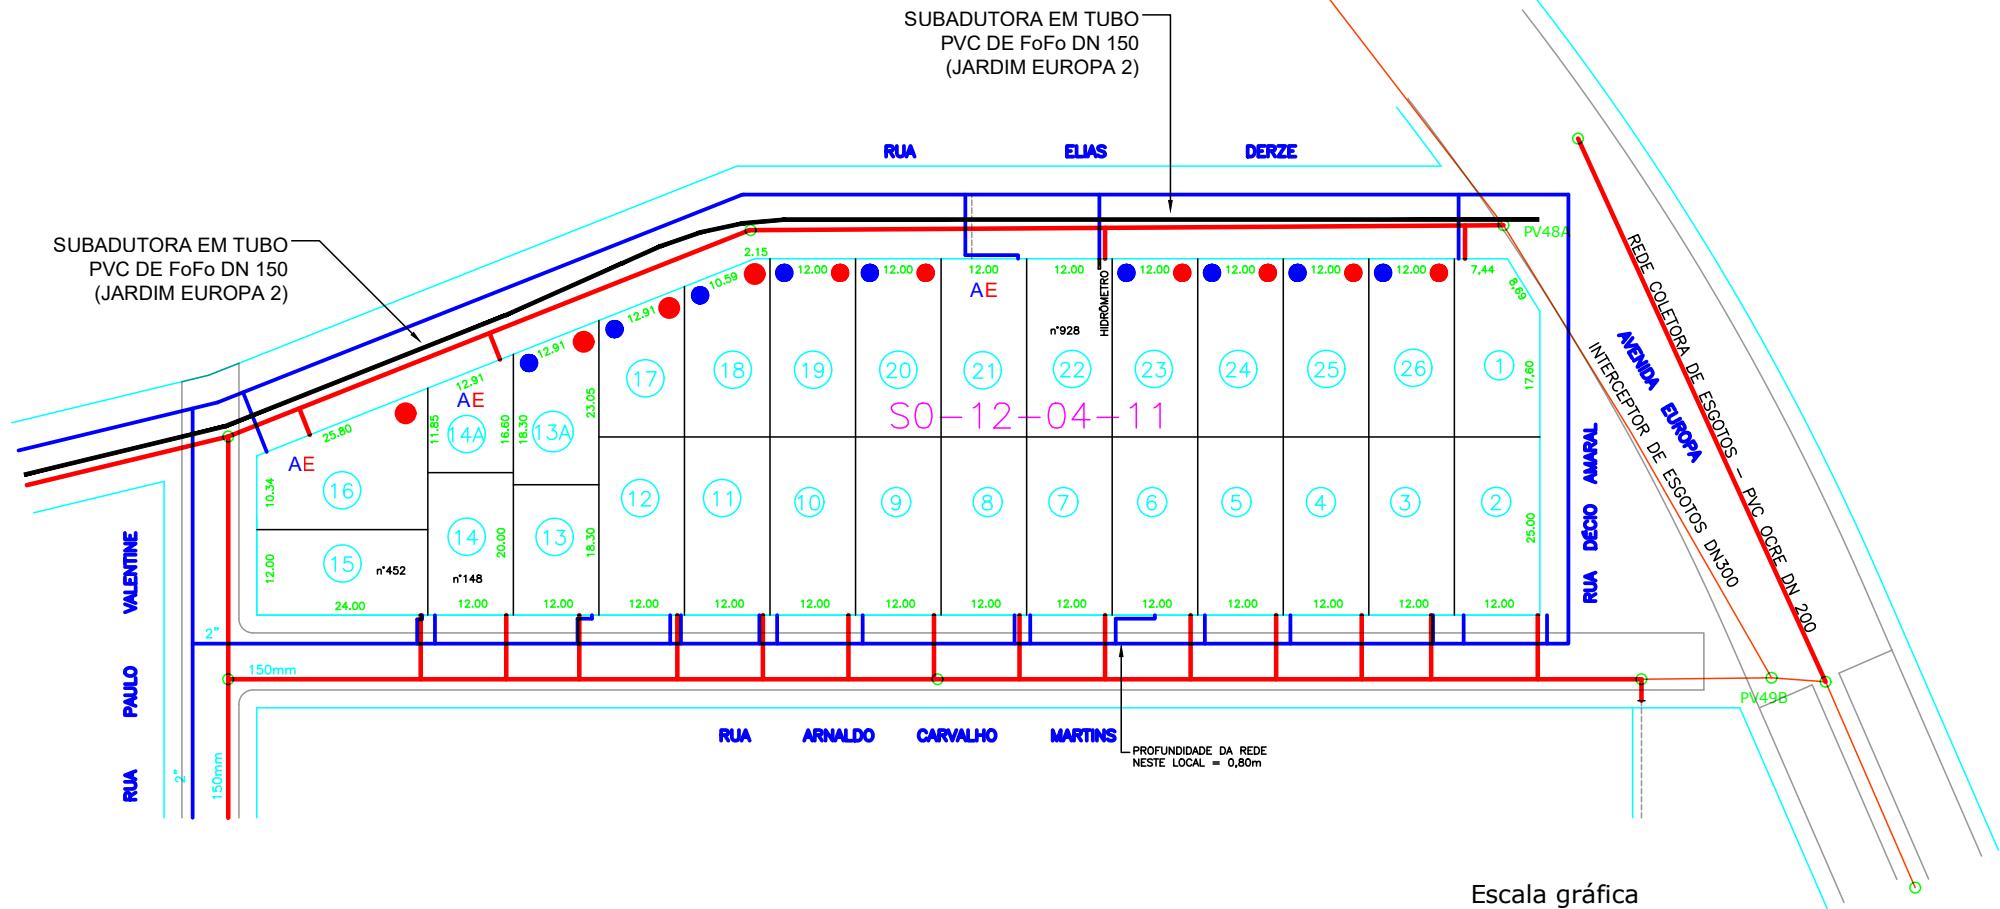 SUBADUTORA EM TUBO
PVC DE FoFo DN 150
(JARDIM EUROPA 2)
RUA ELIAS DERZE
SUBADUTORA EM TUBO
PVC DE FoFo DN 150
(JARDIM EUROPA 2)
PV48A
2.15
10.59
12.00
12.00
12.00
12.00
12.00
12.00
12.00
12.00
7,44
8,69
AE
HIDRÔMETRO
n°928
12.91
12.91
12.91
25.80
AE
AE
17
18
19
20
21
22
23
24
25
26
1
17,60
23.05
S0-12-04-11
11.85
14A
16.60
18.30
13A
16
10.34
12
11
10
9
8
7
6
5
4
3
2
25.00
15
n°452
12.00
14
n°148
20.00
13
18.30
24.00
12.00
12.00
12.00
12.00
12.00
12.00
12.00
12.00
12.00
12.00
12.00
12.00
12.00
2"
150mm
2"
150mm
RUA PAULO VALENTINE
RUA ARNALDO CARVALHO MARTINS
PROFUNDIDADE DA REDE
NESTE LOCAL = 0,80m
RUA DÉCIO AMARAL
AVENIDA EUROPA
INTERCEPTOR DE ESGOTOS DN300
REDE COLETORA DE ESGOTOS - PVC OCRE DN 200
PV49B
Escala gráfica